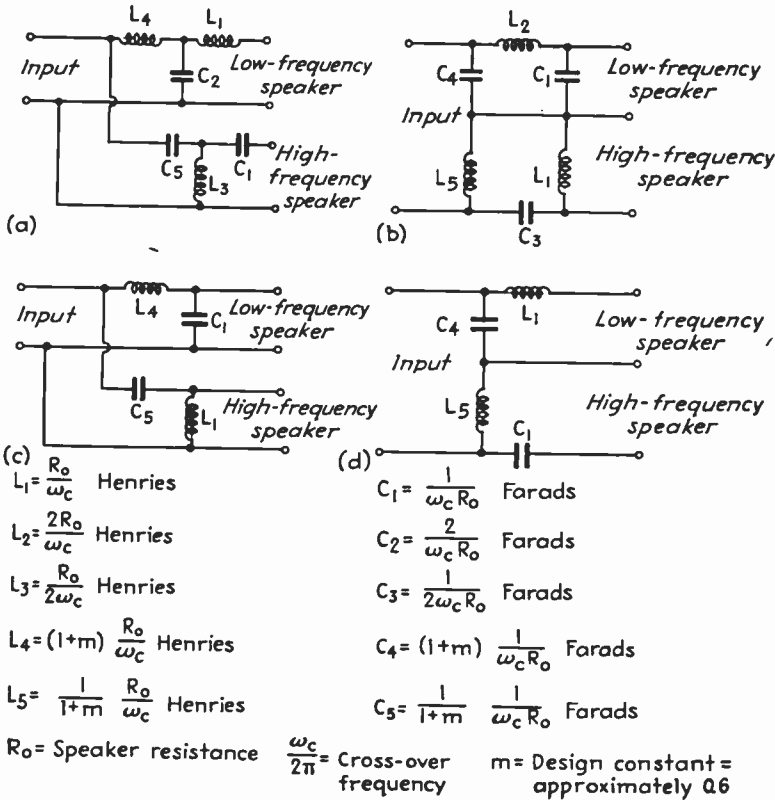 L4 L1
Input C2 Low-frequency speaker
C5 L3 C1 High-frequency speaker
(a)
L2
C4 C1 Low-frequency speaker
Input
L5 L1 High-frequency speaker
C3
(b)
Input L4 C1 Low-frequency speaker
C5 L1 High-frequency speaker
(c)
C4 L1 Low-frequency speaker
Input
L5 C1 High-frequency speaker
(d)
L1 = R0/ωc Henries
L2 = 2R0/ωc Henries
L3 = R0/2ωc Henries
L4 = (1+m) R0/ωc Henries
L5 = 1/1+m R0/ωc Henries
C1 = 1/ωcR0 Farads
C2 = 2/ωcR0 Farads
C3 = 1/2ωcR0 Farads
C4 = (1+m) 1/ωcR0 Farads
C5 = 1/1+m 1/ωcR0 Farads
R0 = Speaker resistance
ωc/2π = Cross-over frequency
m = Design constant = approximately 0.6